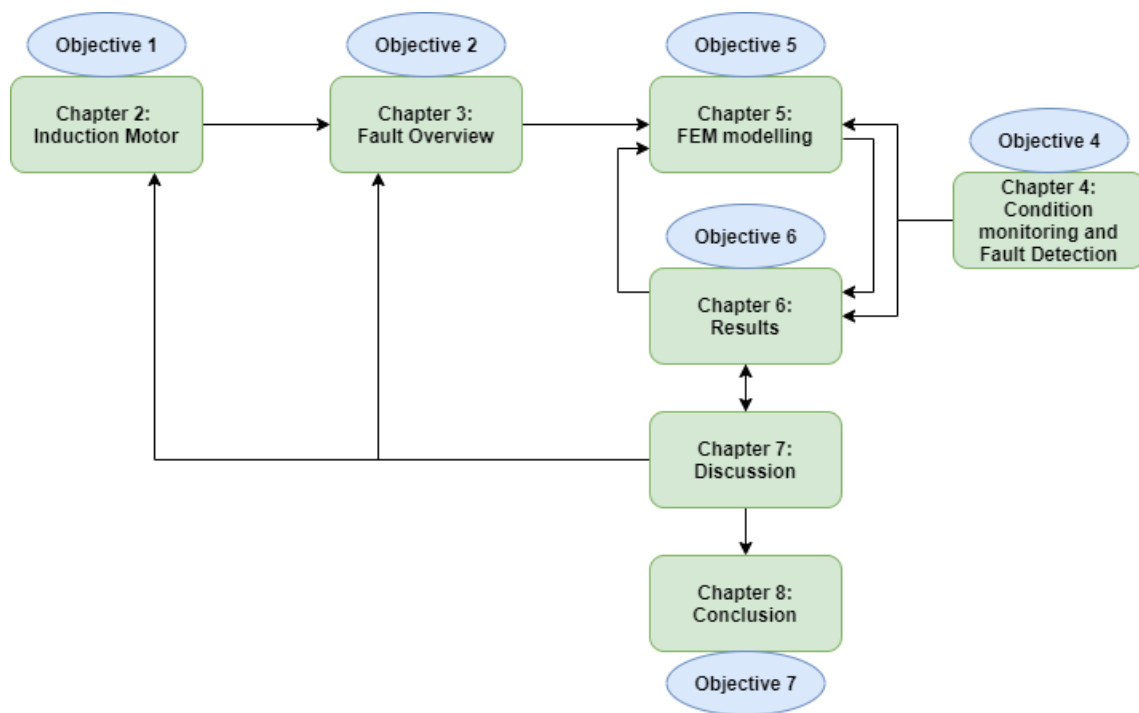 Objective 1
Objective 2
Objective 5
Chapter 2:
Induction Motor
Chapter 3:
Fault Overview
Chapter 5:
FEM modelling
Objective 4
Chapter 4:
Condition
monitoring and
Fault Detection
Objective 6
Chapter 6:
Results
Chapter 7:
Discussion
Chapter 8:
Conclusion
Objective 7